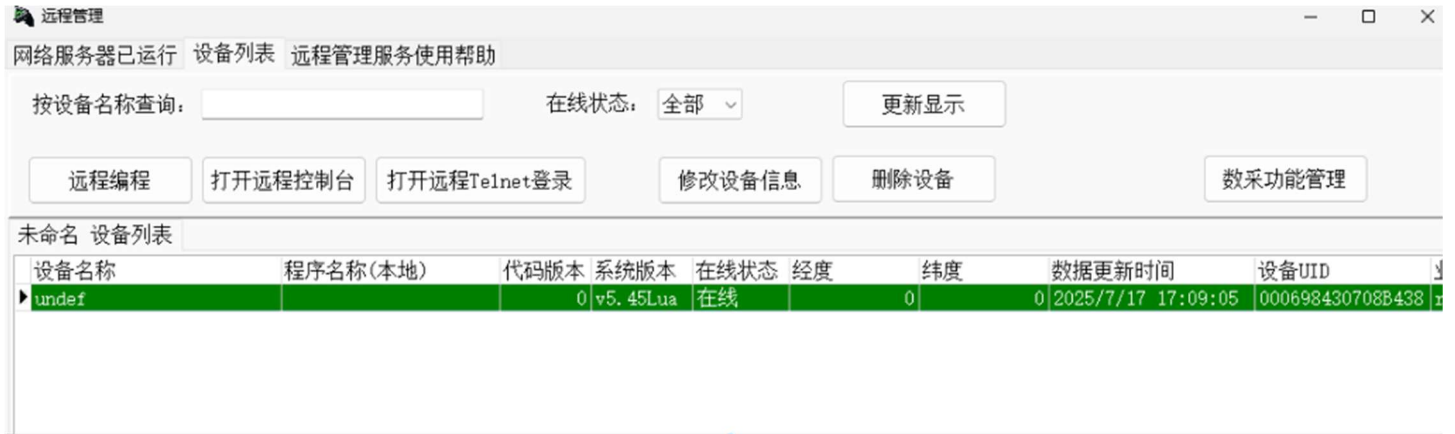 远程管理
网络服务器已运行 设备列表 远程管理服务使用帮助
按设备名称查询: 在线状态: 全部 更新显示
远程编程 打开远程控制台 打开远程Telnet登录 修改设备信息 删除设备 数采功能管理
未命名 设备列表
设备名称 程序名称(本地) 代码版本 系统版本 在线状态 经度 纬度 数据更新时间 设备UID
undef 0 v5.45Lua 在线 0 0 2025/7/17 17:09:05 000698430708B438